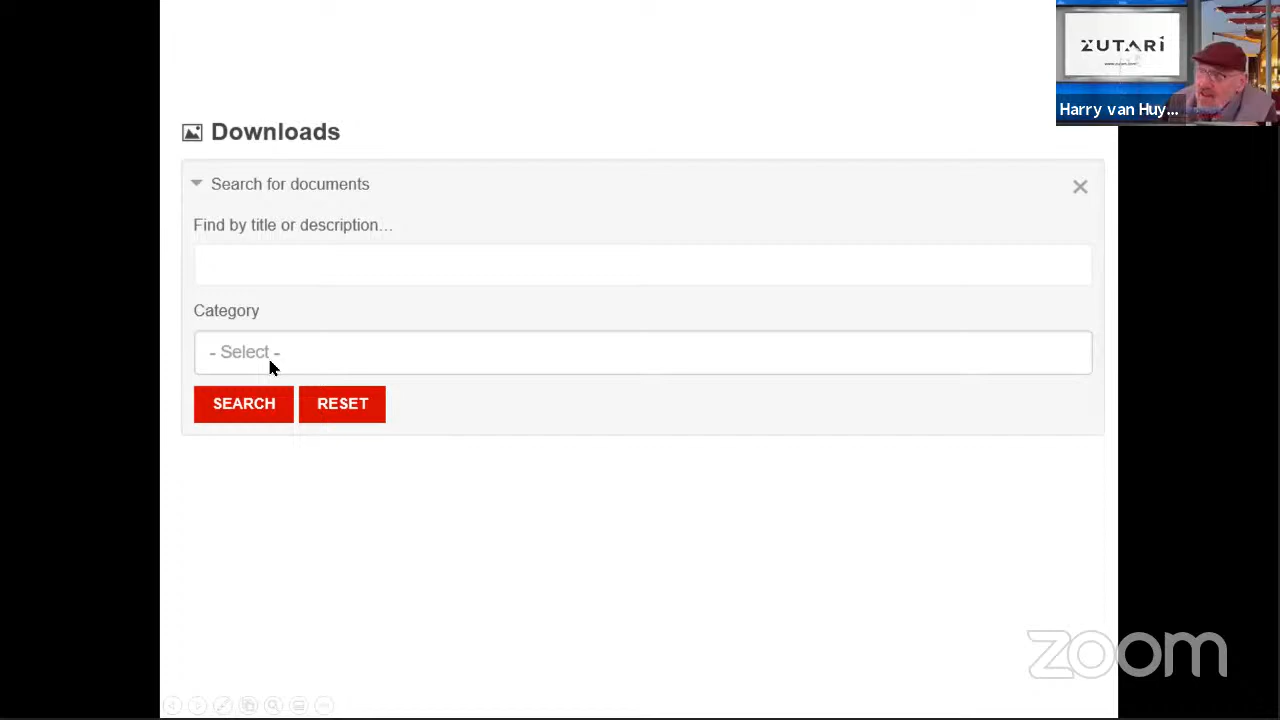 ZUTARI
Harry van Huy...
Downloads
Search for documents
Find by title or description...
Category
- Select -
SEARCH
RESET
zoom